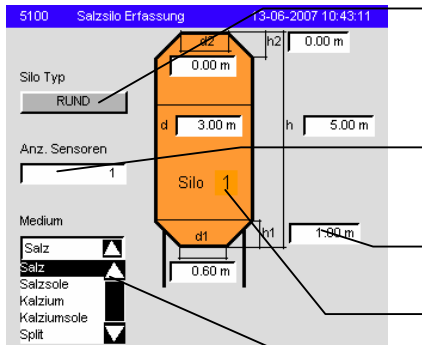 5100 Salzsilo Erfassung 13-06-2007 10:43:11
d2 h2 0.00 m
0.00 m
Silo Typ
RUND
d 3.00 m h 5.00 m
Anz. Sensoren
1
Silo 1
Medium
d1 h1 1.00 m
Salz
Salz
0.60 m
Salzsole
Kalzium
Kalziumsole
Split